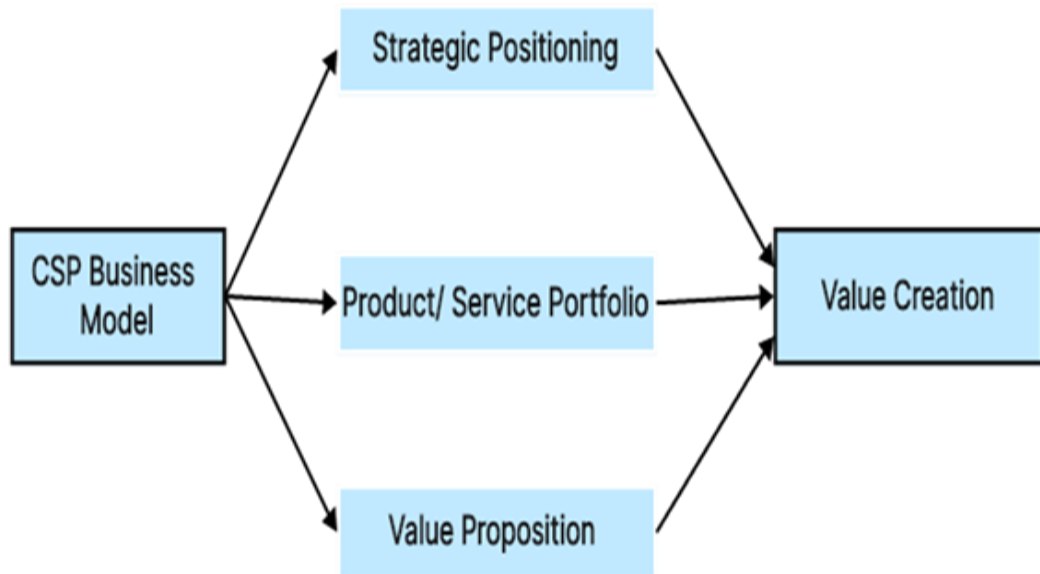 Strategic Positioning
CSP Business
Model
Product/ Service Portfolio
Value Creation
Value Proposition